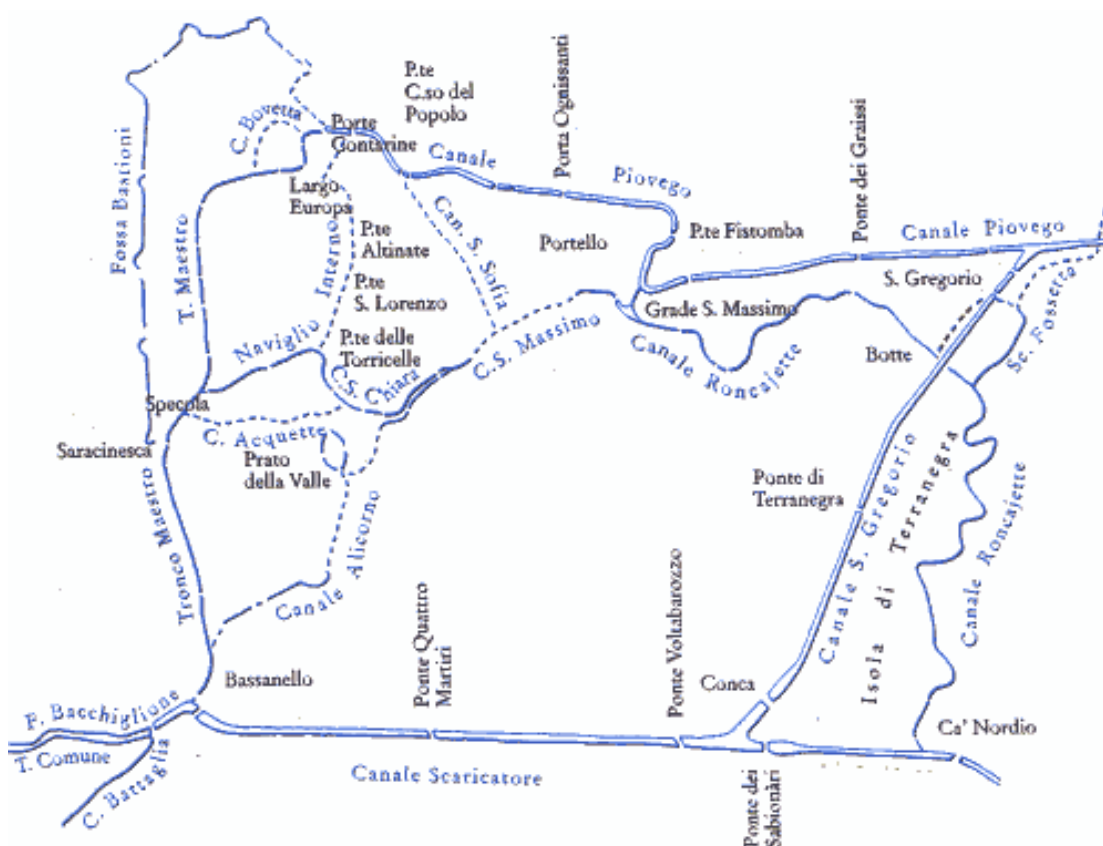 P.te
C.so del
Popolo
Porta Ognissanti
Ponte dei Graissi
C. Bovetta
Porte
Contarine
Canale
Piovego
Fossa Bastioni
Largo
Europa
Can. S. Sofia
Portello
P.te Fistomba
Canale Piovego
T. Maestro
Interno
P.te
Altinate
S. Gregorio
P.te
S. Lorenzo
Grade S. Massimo
Sc. Fossetta
Naviglio
P.te delle
Torricelle
C.S. Massimo
Canale Roncajette
Botte
C.S. Chiara
Specola
C. Acquette
Saracinesca
Prato
della Valle
Ponte di
Terranegra
Canale S. Gregorio
Isola di Terranegra
Canale Roncajette
Tronco Maestro
Canale Alicorno
Bassanello
Ponte Quattro
Martiri
Ponte Voltabarozzo
Conca
Ca' Nordio
F. Bacchiglione
T. Comune
C. Battaglia
Canale Scaricatore
Ponte dei
Sabionàri